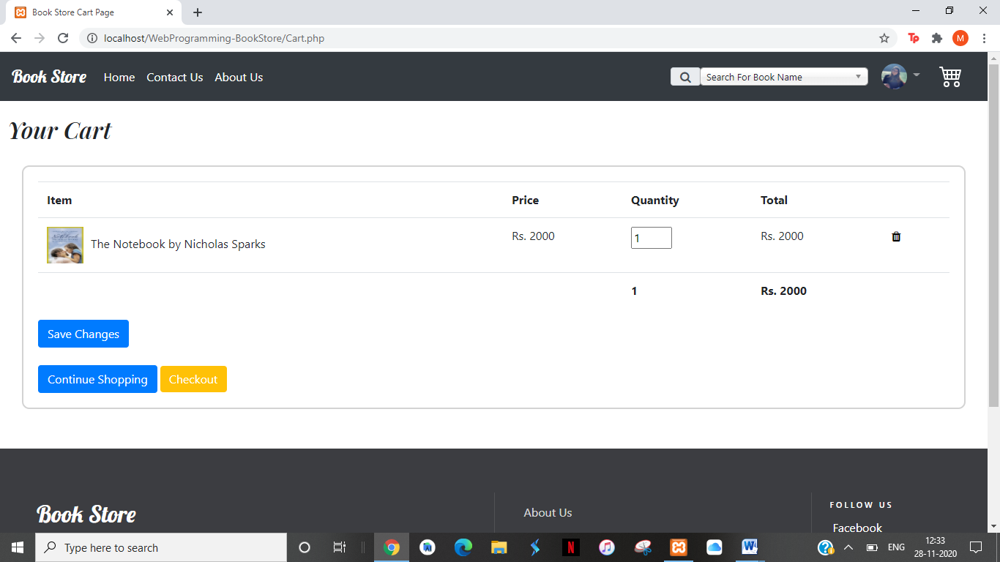 Book Store Cart Page
localhost/WebProgramming-BookStore/Cart.php
M
Book Store Home Contact Us About Us Search For Book Name
Your Cart
Item Price Quantity Total
The Notebook by Nicholas Sparks Rs. 2000 1 Rs. 2000
1 Rs. 2000
Save Changes
Continue Shopping Checkout
Book Store
About Us
FOLLOW US
Facebook
Type here to search
ENG
12:33
28-11-2020